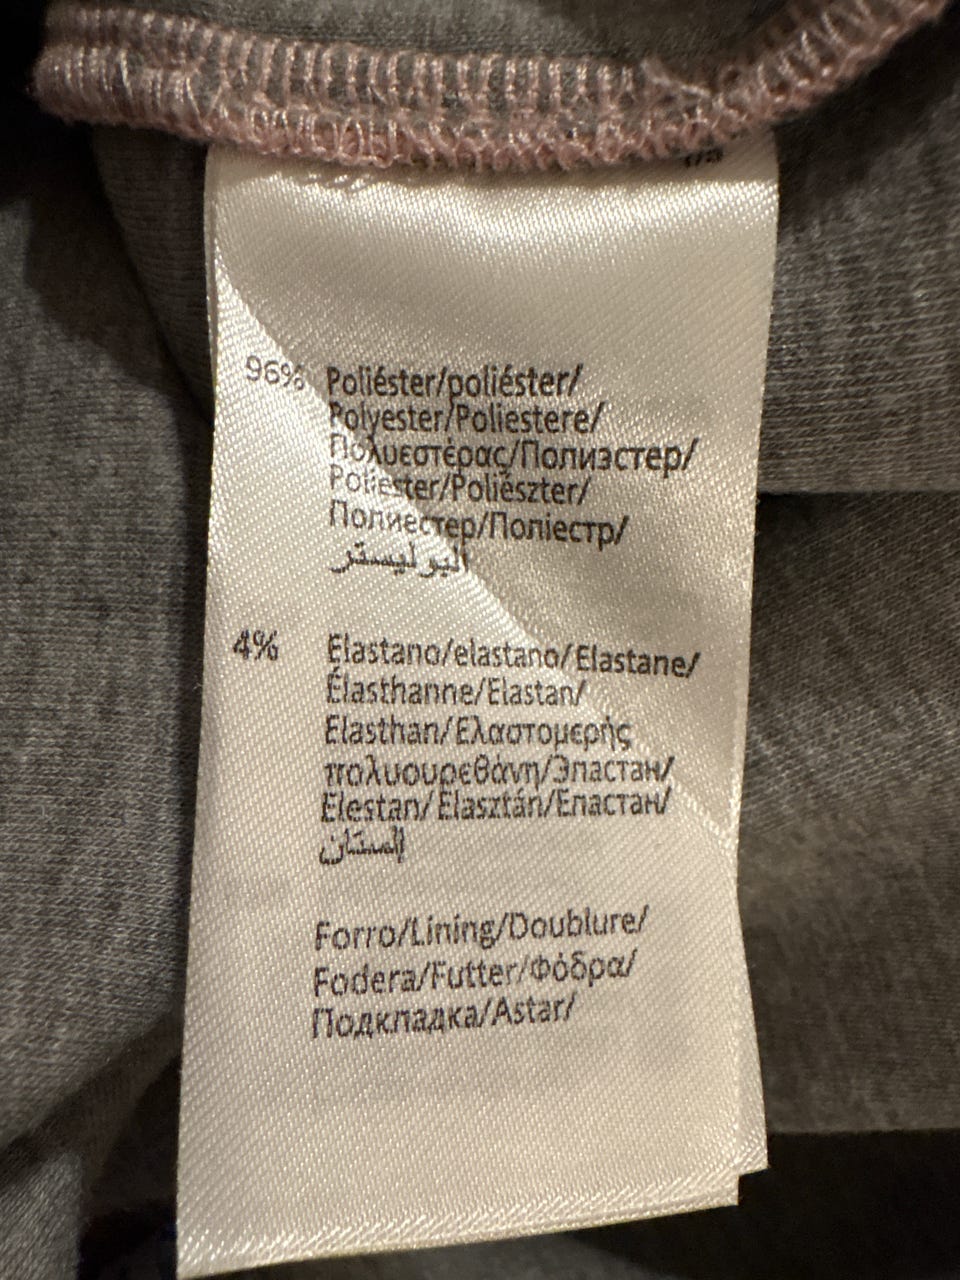 96% Poliéster/poliéster/
Polyester/Poliestere/
Πολυεστέρας/Полиэстер/
Poliester/Poliészter/
Полиестер/Поліестр/
البوليستر
4% Elastano/elastano/Elastane/
Élasthanne/Elastan/
Elasthan/Ελαστομερής
πολυουρεθάνη/Эластан/
Elestan/Elasztán/Еластан/
إلستان
Forro/Lining/Doublure/
Fodera/Futter/Φόδρα/
Подкладка/Astar/